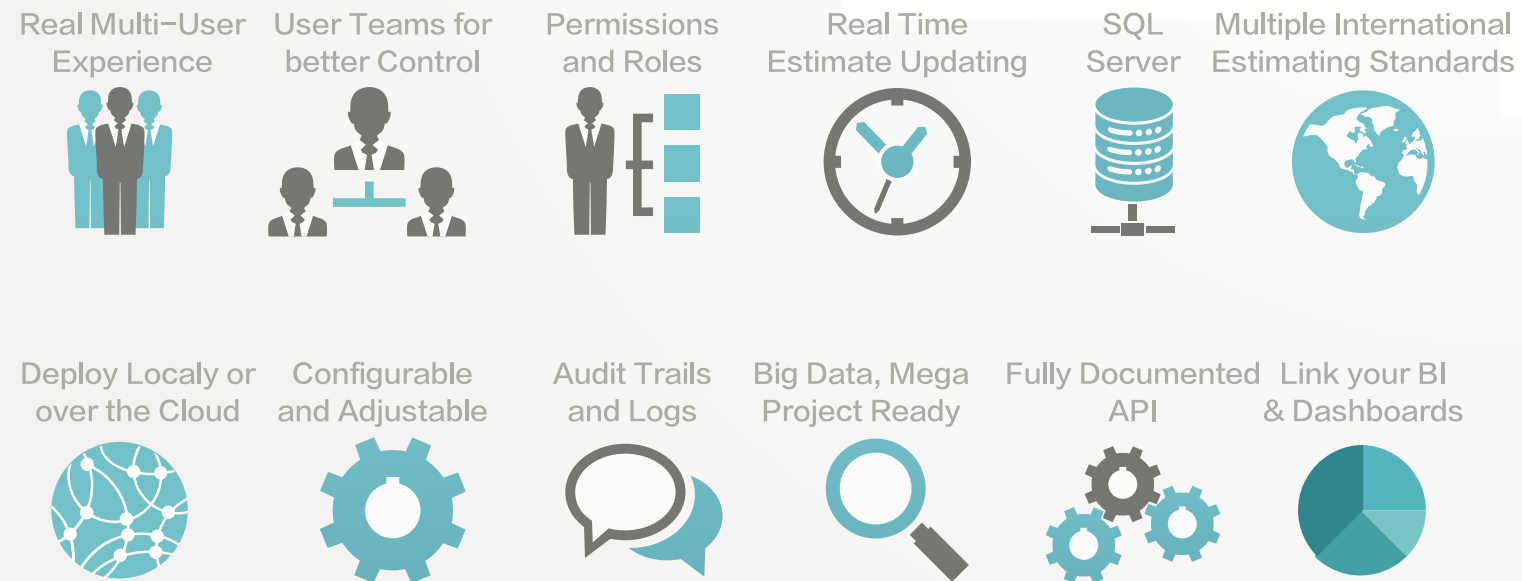 Real Multi-User
Experience
User Teams for
better Control
Permissions
and Roles
Real Time
Estimate Updating
SQL
Server
Multiple International
Estimating Standards
Deploy Localy or
over the Cloud
Configurable
and Adjustable
Audit Trails
and Logs
Big Data, Mega
Project Ready
Fully Documented
API
Link your BI
& Dashboards